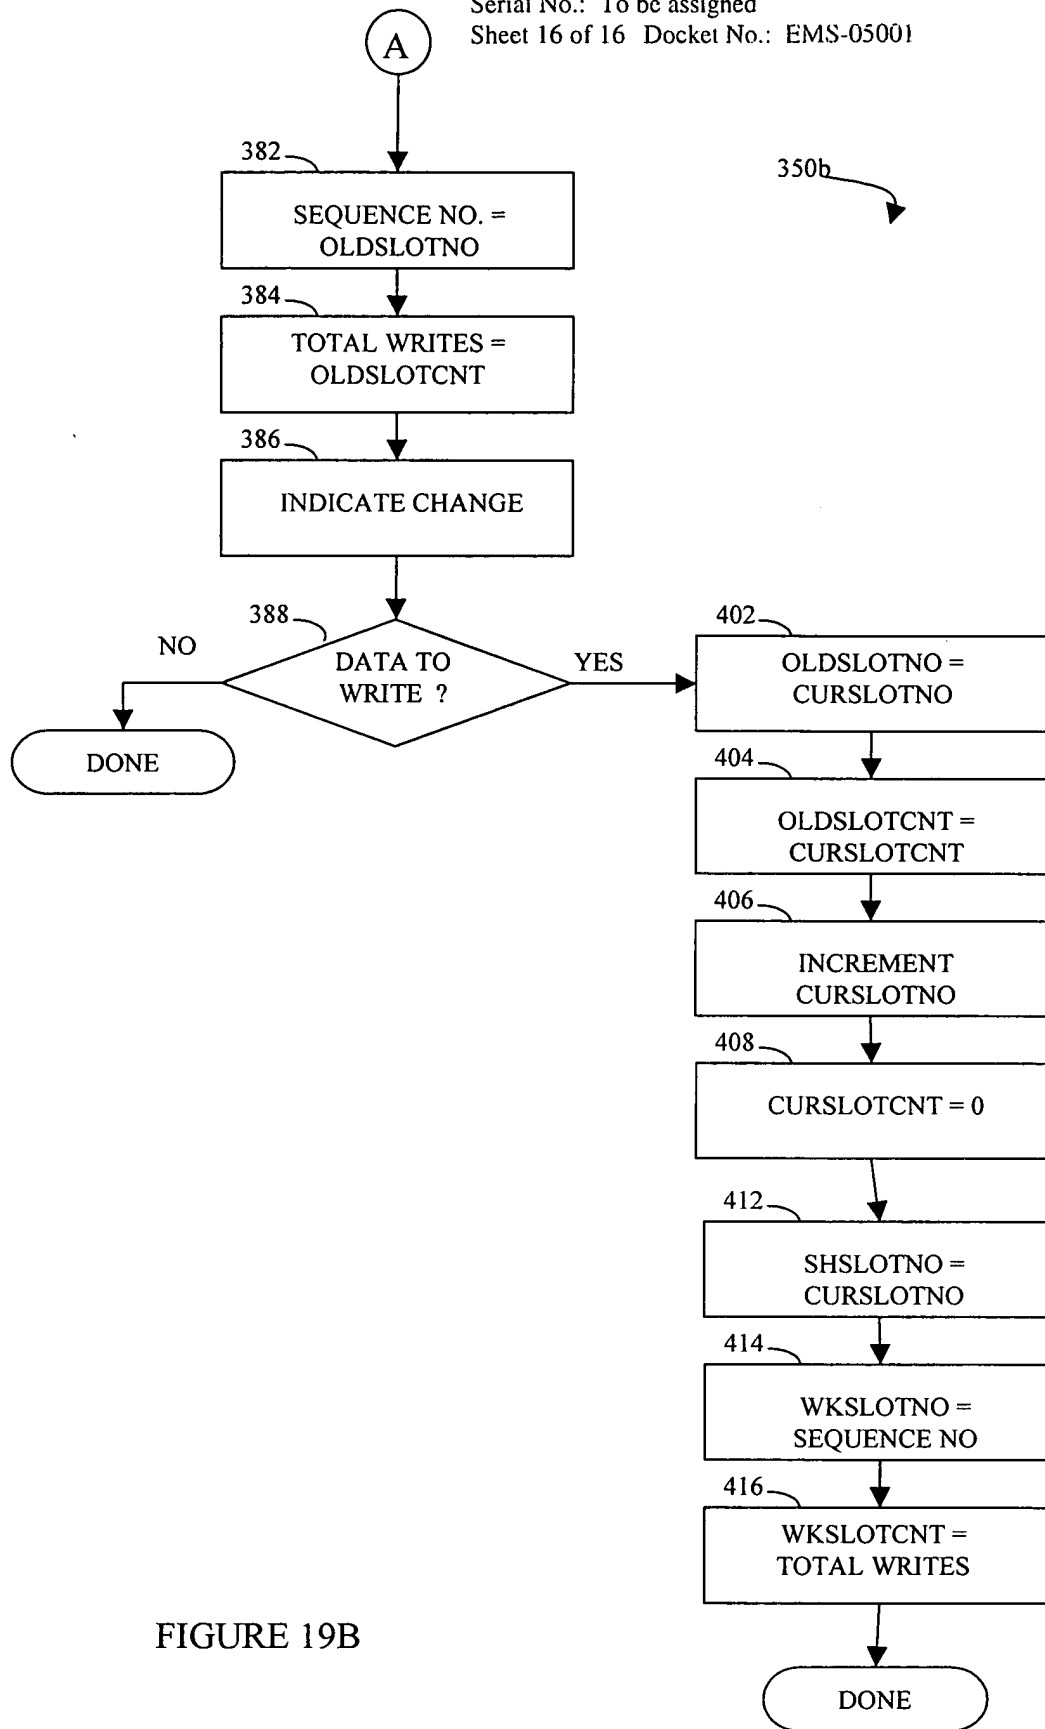 Serial No.: To be assigned
Sheet 16 of 16 Docket No.: EMS-05001
A
382
350b
SEQUENCE NO. =
OLDSLOTNO
384
TOTAL WRITES =
OLDSLOTCNT
386
INDICATE CHANGE
388
NO
DATA TO
WRITE ?
YES
DONE
402
OLDSLOTNO =
CURSLOTNO
404
OLDSLOTCNT =
CURSLOTCNT
406
INCREMENT
CURSLOTNO
408
CURSLOTCNT = 0
412
SHSLOTNO =
CURSLOTNO
414
WKSLOTNO =
SEQUENCE NO
416
WKSLOTCNT =
TOTAL WRITES
FIGURE 19B
DONE